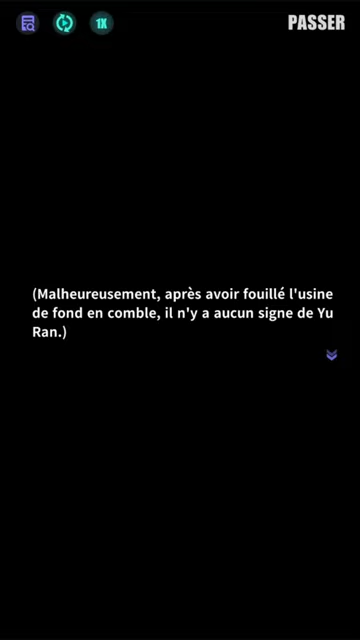 1X
PASSER
(Malheureusement, après avoir fouillé l'usine
de fond en comble, il n'y a aucun signe de Yu
Ran.)